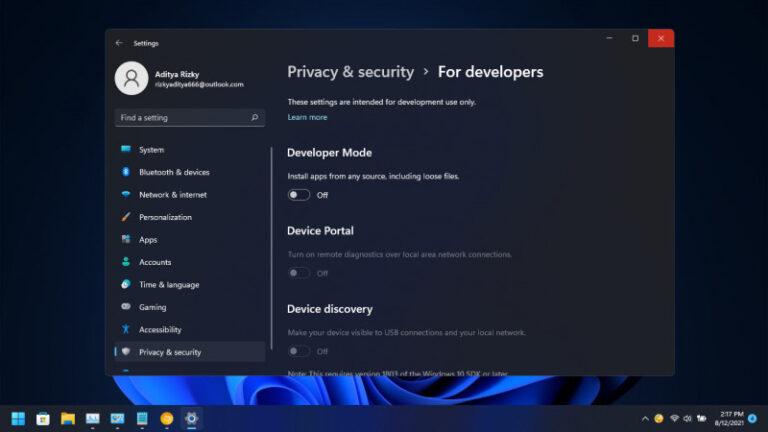 Settings
Aditya Rizky
rizkyaditya666@outlook.com
Find a setting
System
Bluetooth & devices
Network & internet
Personalization
Apps
Accounts
Time & language
Gaming
Accessibility
Privacy & security
Privacy & security › For developers
These settings are intended for development use only.
Learn more
Developer Mode
Install apps from any source, including loose files.
Off
Device Portal
Turn on remote diagnostics over local area network connections.
Off
Device discovery
Make your device visible to USB connections and your local network.
Off
Note: This requires version 1803 of the Windows 10 SDK or later.
2:17 PM
8/12/2021